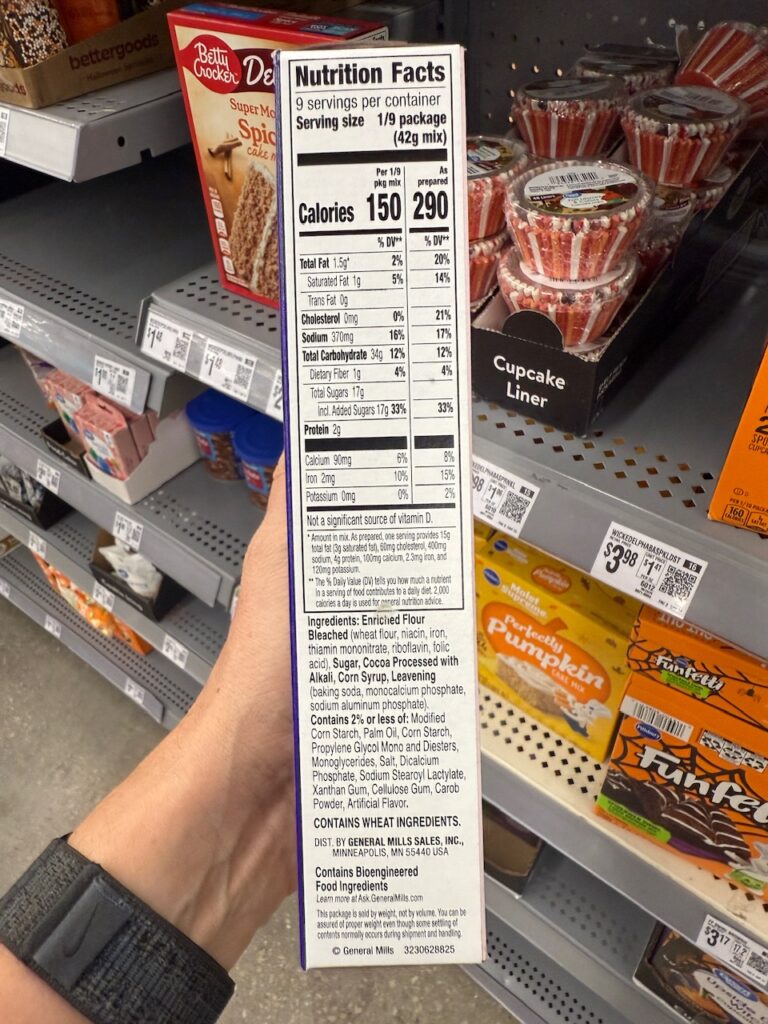 bettergoods
Betty
Crocker
Super Mo
Spic
cake m
Nutrition Facts
9 servings per container
Serving size 1/9 package
(42g mix)
Per 1/9
pkg mix
As
prepared
Calories 150 290
% DV** % DV**
Total Fat 1.5g* 2% 20%
Saturated Fat 1g 5% 14%
Trans Fat 0g
Cholesterol 0mg 0% 21%
Sodium 370mg 16% 17%
Total Carbohydrate 34g 12% 12%
Dietary Fiber 1g 4% 4%
Total Sugars 17g
Incl. Added Sugars 17g 33% 33%
Protein 2g
Calcium 90mg 6% 8%
Iron 2mg 10% 15%
Potassium 0mg 0% 2%
Not a significant source of vitamin D.
* Amount in mix. As prepared, one serving provides 15g
total fat (3g saturated fat), 60mg cholesterol, 400mg
sodium, 4g protein, 100mg calcium, 2.3mg iron, and
120mg potassium.
** The % Daily Value (DV) tells you how much a nutrient
in a serving of food contributes to a daily diet. 2,000
calories a day is used for general nutrition advice.
Ingredients: Enriched Flour
Bleached (wheat flour, niacin, iron,
thiamin mononitrate, riboflavin, folic
acid), Sugar, Cocoa Processed with
Alkali, Corn Syrup, Leavening
(baking soda, monocalcium phosphate,
sodium aluminum phosphate).
Contains 2% or less of: Modified
Corn Starch, Palm Oil, Corn Starch,
Propylene Glycol Mono and Diesters,
Monoglycerides, Salt, Dicalcium
Phosphate, Sodium Stearoyl Lactylate,
Xanthan Gum, Cellulose Gum, Carob
Powder, Artificial Flavor.
CONTAINS WHEAT INGREDIENTS.
DIST. BY GENERAL MILLS SALES, INC.,
MINNEAPOLIS, MN 55440 USA
Contains Bioengineered
Food Ingredients
Learn more at Ask.GeneralMills.com
This package is sold by weight, not by volume. You can be
assured of proper weight even though some settling of
contents normally occurs during shipment and handling.
© General Mills 3230628825
Cupcake
Liner
WICKEDELPHABASPKLDST
$3.98
Moist
Supreme
Perfectly
Pumpkin
CAKE MIX
Funfetti
Pillsbury
Funfet
$3.17